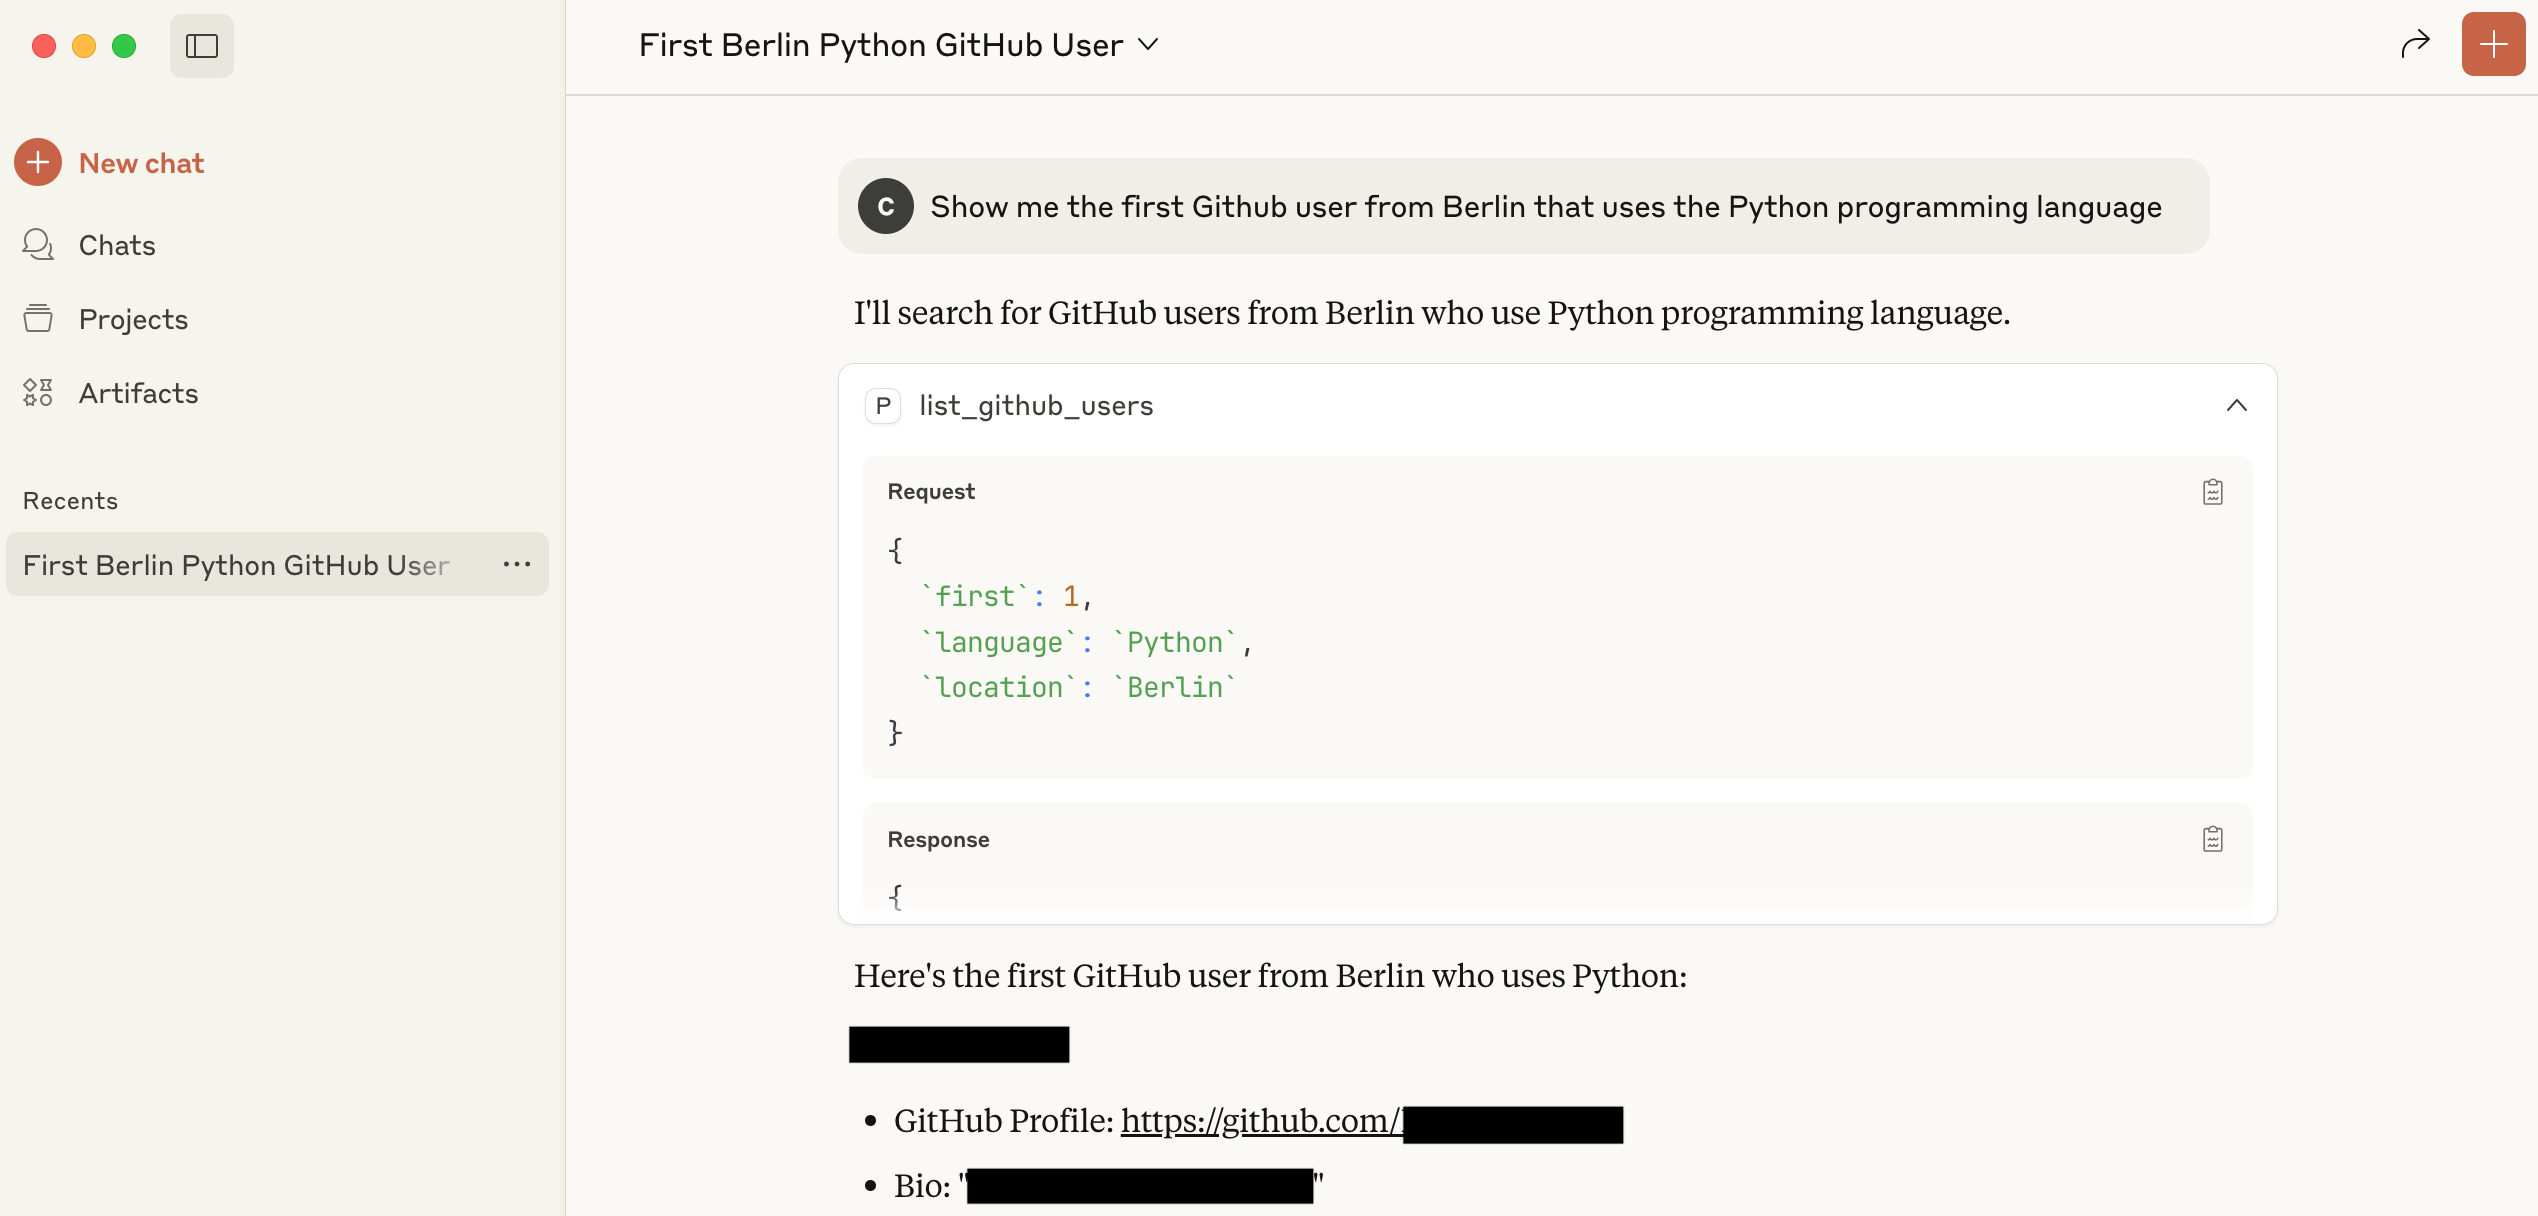 First Berlin Python GitHub User
New chat
Chats
Projects
Artifacts
Recents
First Berlin Python GitHub User
C
Show me the first Github user from Berlin that uses the Python programming language
I'll search for GitHub users from Berlin who use Python programming language.
P list_github_users
Request
{
`first`: 1,
`language`: `Python`,
`location`: `Berlin`
}
Response
{
Here's the first GitHub user from Berlin who uses Python:
• GitHub Profile: https://github.com/
• Bio: ""